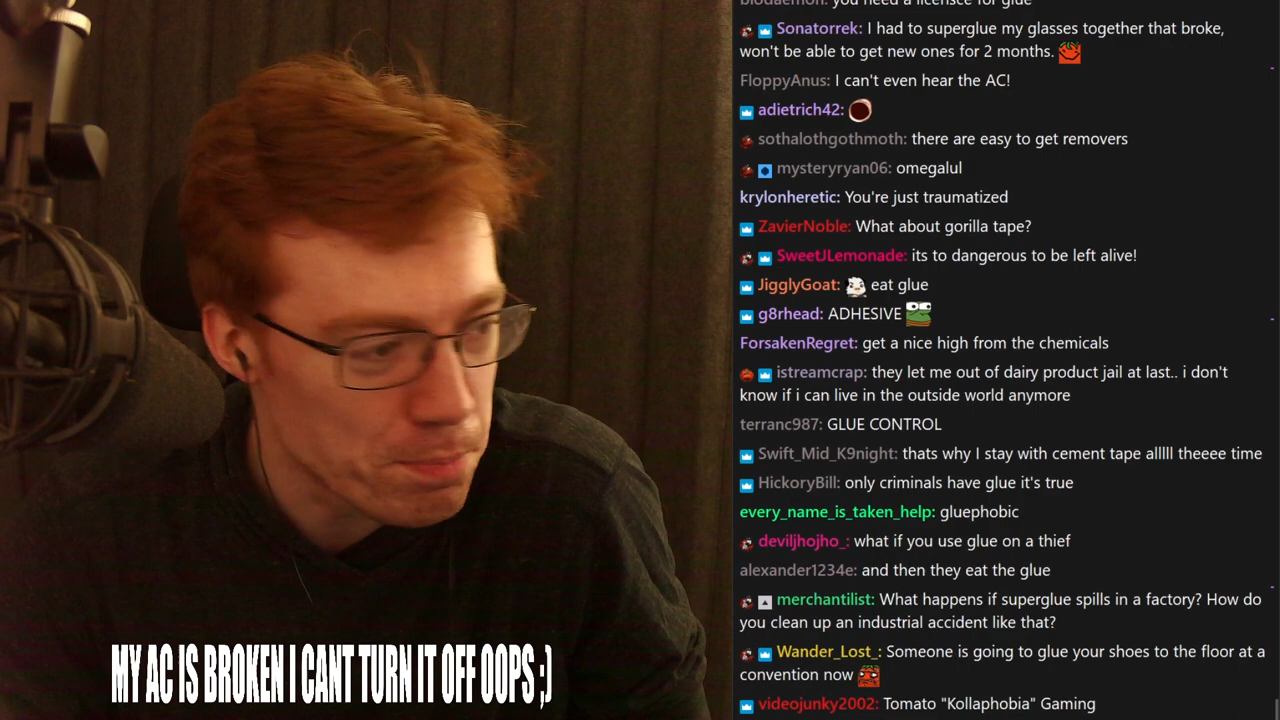 biodaemon: you need a licensce for glue
Sonatorrek: I had to superglue my glasses together that broke,
won't be able to get new ones for 2 months.
FloppyAnus: I can't even hear the AC!
adietrich42:
sothalothgothmoth: there are easy to get removers
mysteryryan06: omegalul
krylonheretic: You're just traumatized
ZavierNoble: What about gorilla tape?
SweetJLemonade: its to dangerous to be left alive!
JigglyGoat: eat glue
g8rhead: ADHESIVE
ForsakenRegret: get a nice high from the chemicals
istreamcrap: they let me out of dairy product jail at last.. i don't
know if i can live in the outside world anymore
terranc987: GLUE CONTROL
Swift_Mid_K9night: thats why I stay with cement tape alllll theeee time
HickoryBill: only criminals have glue it's true
every_name_is_taken_help: gluephobic
deviljhojho_: what if you use glue on a thief
alexander1234e: and then they eat the glue
merchantilist: What happens if superglue spills in a factory? How do
you clean up an industrial accident like that?
Wander_Lost_: Someone is going to glue your shoes to the floor at a
convention now
videojunky2002: Tomato "Kollaphobia" Gaming
MY AC IS BROKEN I CANT TURN IT OFF OOPS ;)